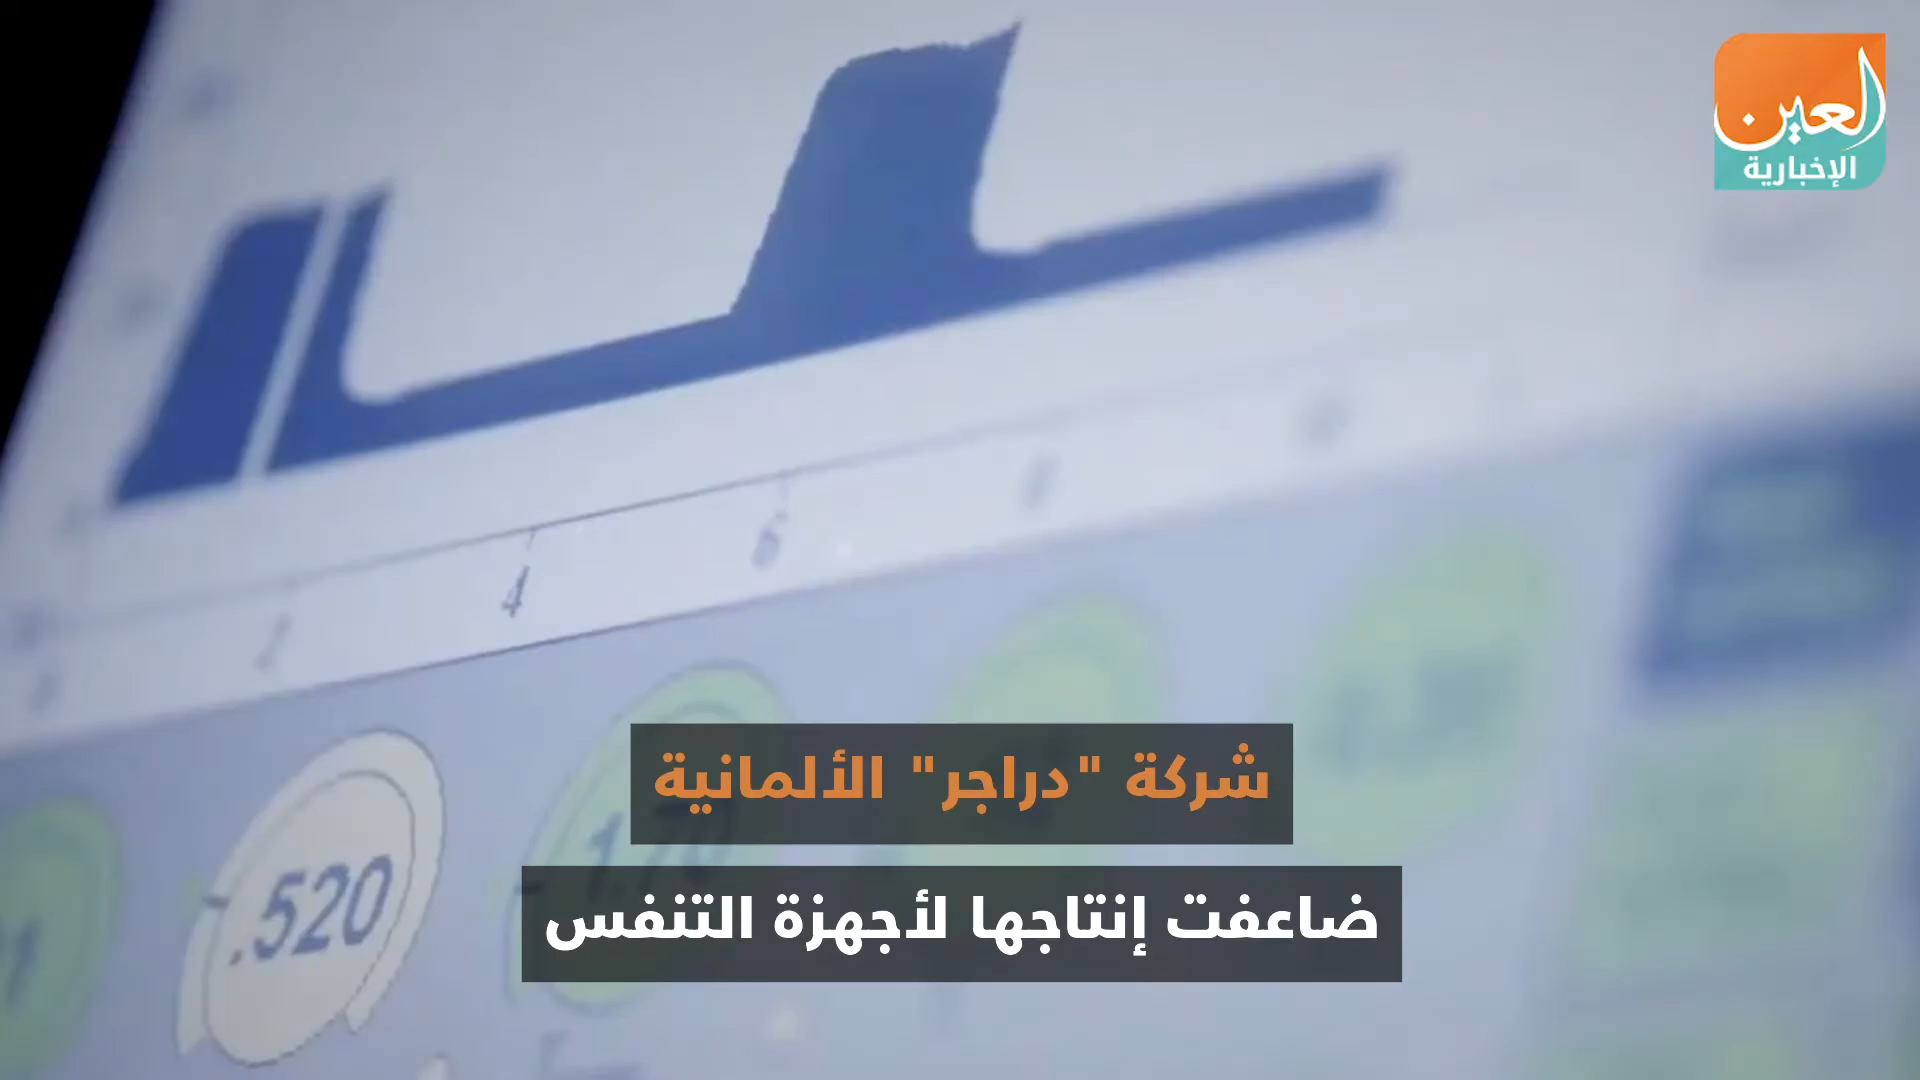 العين
الإخبارية
4
6
.520
شركة "دراجر" الألمانية
ضاعفت إنتاجها لأجهزة التنفس